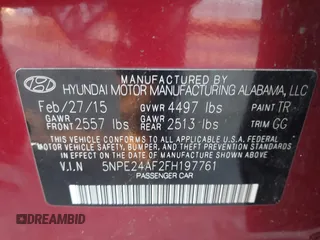 MANUFACTURED BY
HYUNDAI MOTOR MANUFACTURING ALABAMA, LLC
Feb/27/15 GVWR 4497 lbs PAINT TR
GAWR FRONT 2557 lbs GAWR REAR 2513 lbs TRIM GG
THIS VEHICLE CONFORMS TO ALL APPLICABLE U.S.
FEDERAL MOTOR VEHICLE SAFETY, BUMPER, AND THEFT
PREVENTION STANDARDS IN EFFECT ON THE DATE OF
MANUFACTURE SHOWN ABOVE.
V.I.N 5NPE24AF2FH197761
PASSENGER CAR
DREAMBID